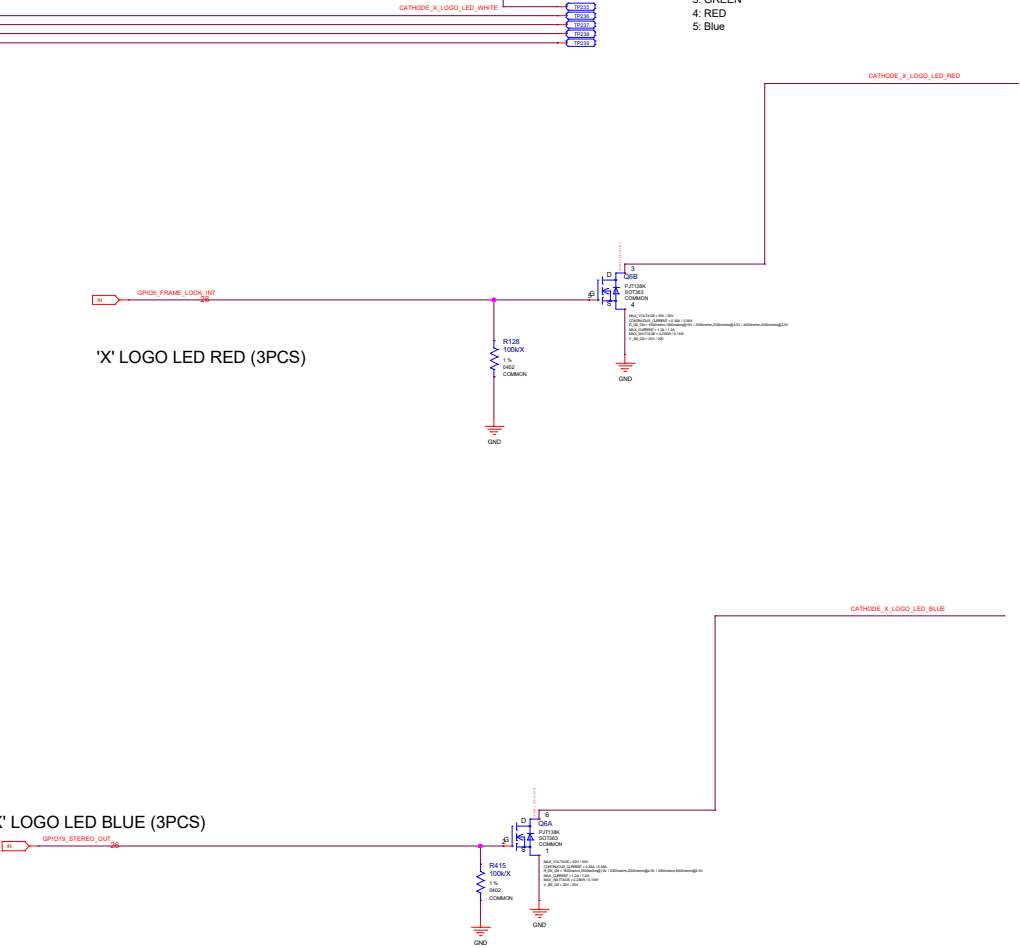 CATHODE_X_LOGO_LED_WHITE
TP235
TP236
TP237
TP238
TP239
3: GREEN
4: RED
5: Blue
CATHODE_X_LOGO_LED_RED
IN
GPIO5_FRAME_LOCK_INT
26
5
G
D
S
3
Q6B
PJT138K
SOT363
COMMON
4
GND
'X' LOGO LED RED (3PCS)
R128
100k/X
1 %
0402
COMMON
GND
CATHODE_X_LOGO_LED_BLUE
X' LOGO LED BLUE (3PCS)
IN
GPIO19_STEREO_OUT
26
2
G
D
S
6
Q6A
PJT138K
SOT363
COMMON
1
GND
R415
100k/X
1 %
0402
COMMON
GND